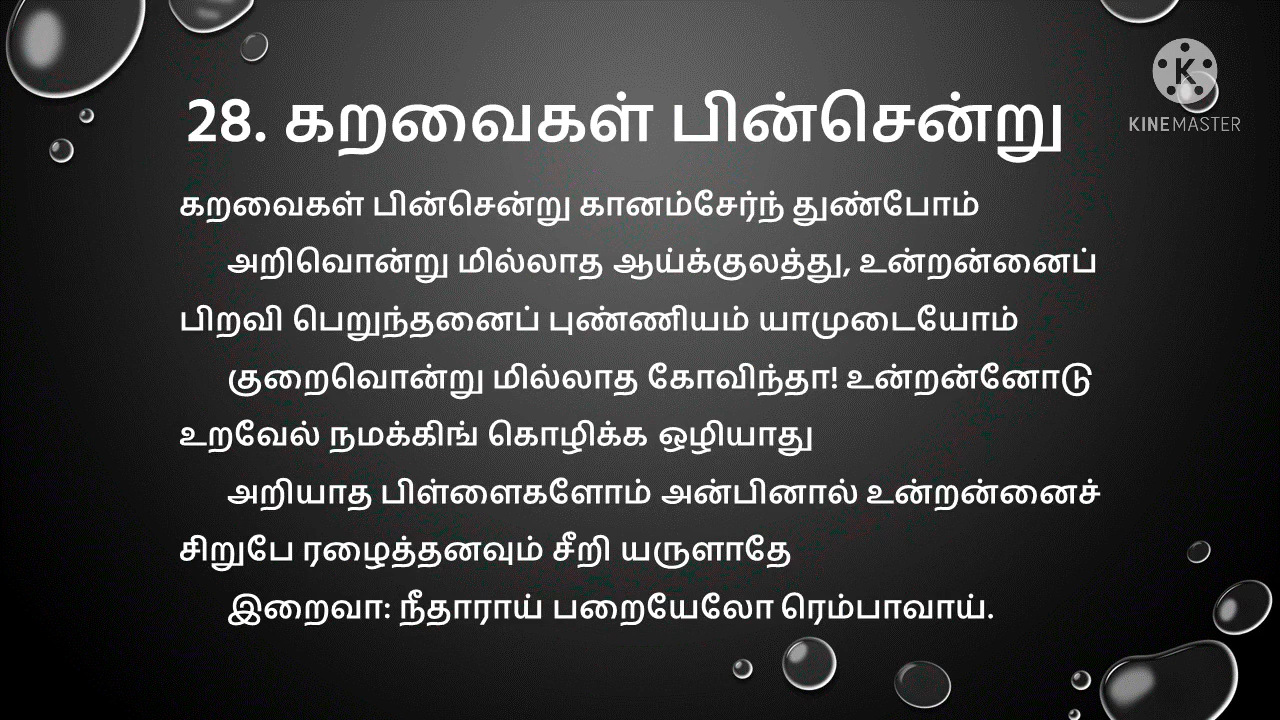 28. கறவைகள் பின்சென்று
KINEMASTER
கறவைகள் பின்சென்று கானம்சேர்ந் துண்போம்
அறிவொன்று மில்லாத ஆய்க்குலத்து, உன்றன்னைப்
பிறவி பெறுந்தனைப் புண்ணியம் யாமுடையோம்
குறைவொன்று மில்லாத கோவிந்தா! உன்றன்னோடு
உறவேல் நமக்கிங் கொழிக்க ஒழியாது
அறியாத பிள்ளைகளோம் அன்பினால் உன்றன்னைச்
சிறுபே ரழைத்தனவும் சீறி யருளாதே
இறைவா: நீதாராய் பறையேலோ ரெம்பாவாய்.